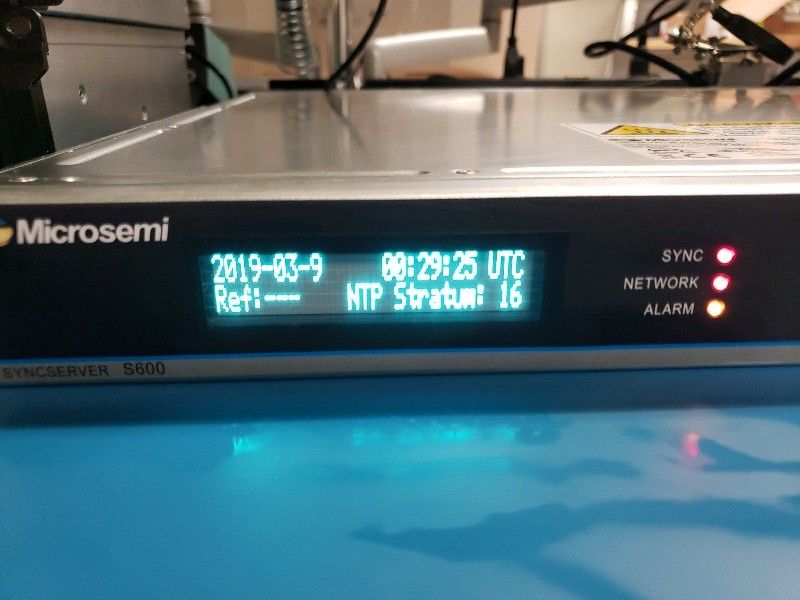 Microsemi
2019-03-9 00:29:25 UTC
Ref:--- NTP Stratum: 16
SYNC
NETWORK
ALARM
SYNCSERVER S600